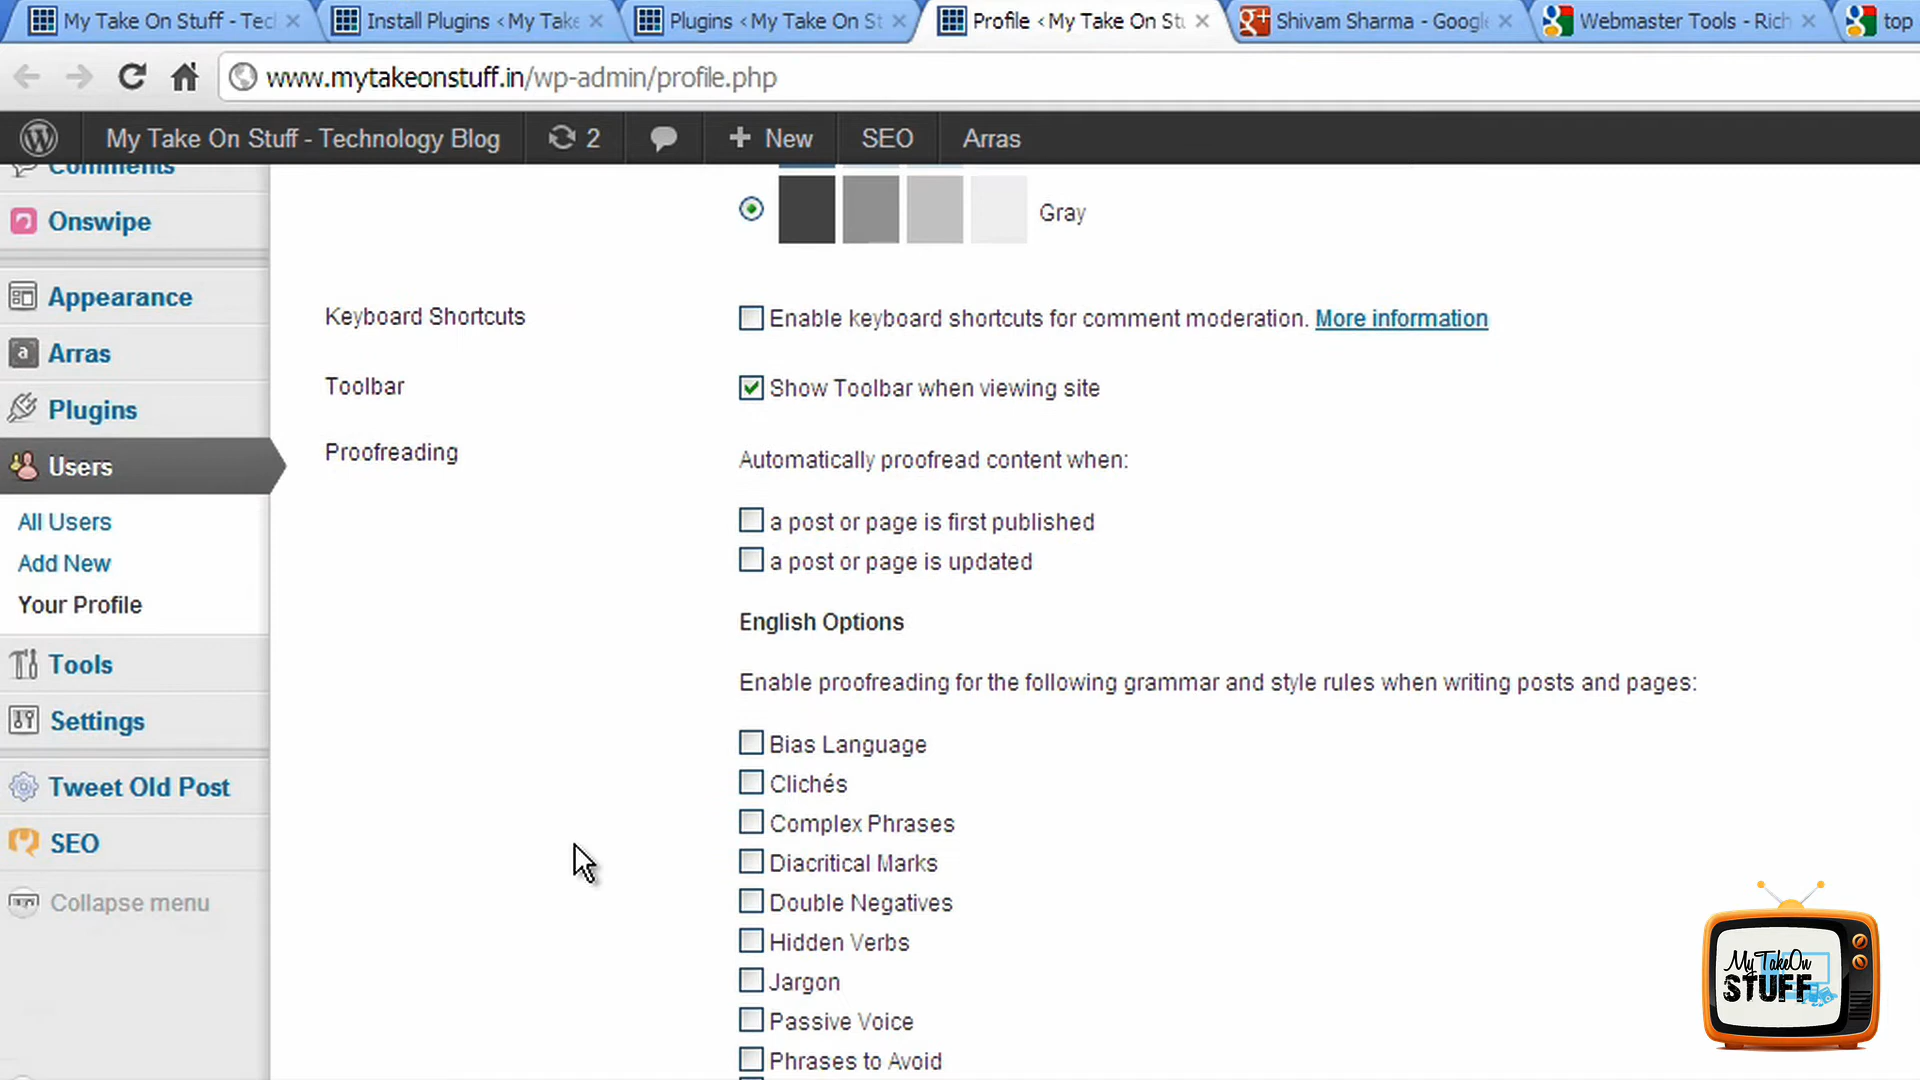 My Take On Stuff - Tec
Install Plugins ‹ My Take
Plugins ‹ My Take On St
Profile ‹ My Take On Stu
Shivam Sharma - Google
Webmaster Tools - Rich
top
www.mytakeonstuff.in/wp-admin/profile.php
My Take On Stuff - Technology Blog
2
New
SEO
Arras
Comments
Onswipe
Appearance
Arras
Plugins
Users
All Users
Add New
Your Profile
Tools
Settings
Tweet Old Post
SEO
Collapse menu
Gray
Keyboard Shortcuts
Enable keyboard shortcuts for comment moderation. More information
Toolbar
Show Toolbar when viewing site
Proofreading
Automatically proofread content when:
a post or page is first published
a post or page is updated
English Options
Enable proofreading for the following grammar and style rules when writing posts and pages:
Bias Language
Clichés
Complex Phrases
Diacritical Marks
Double Negatives
Hidden Verbs
Jargon
Passive Voice
Phrases to Avoid
My TakeOn
STUFF